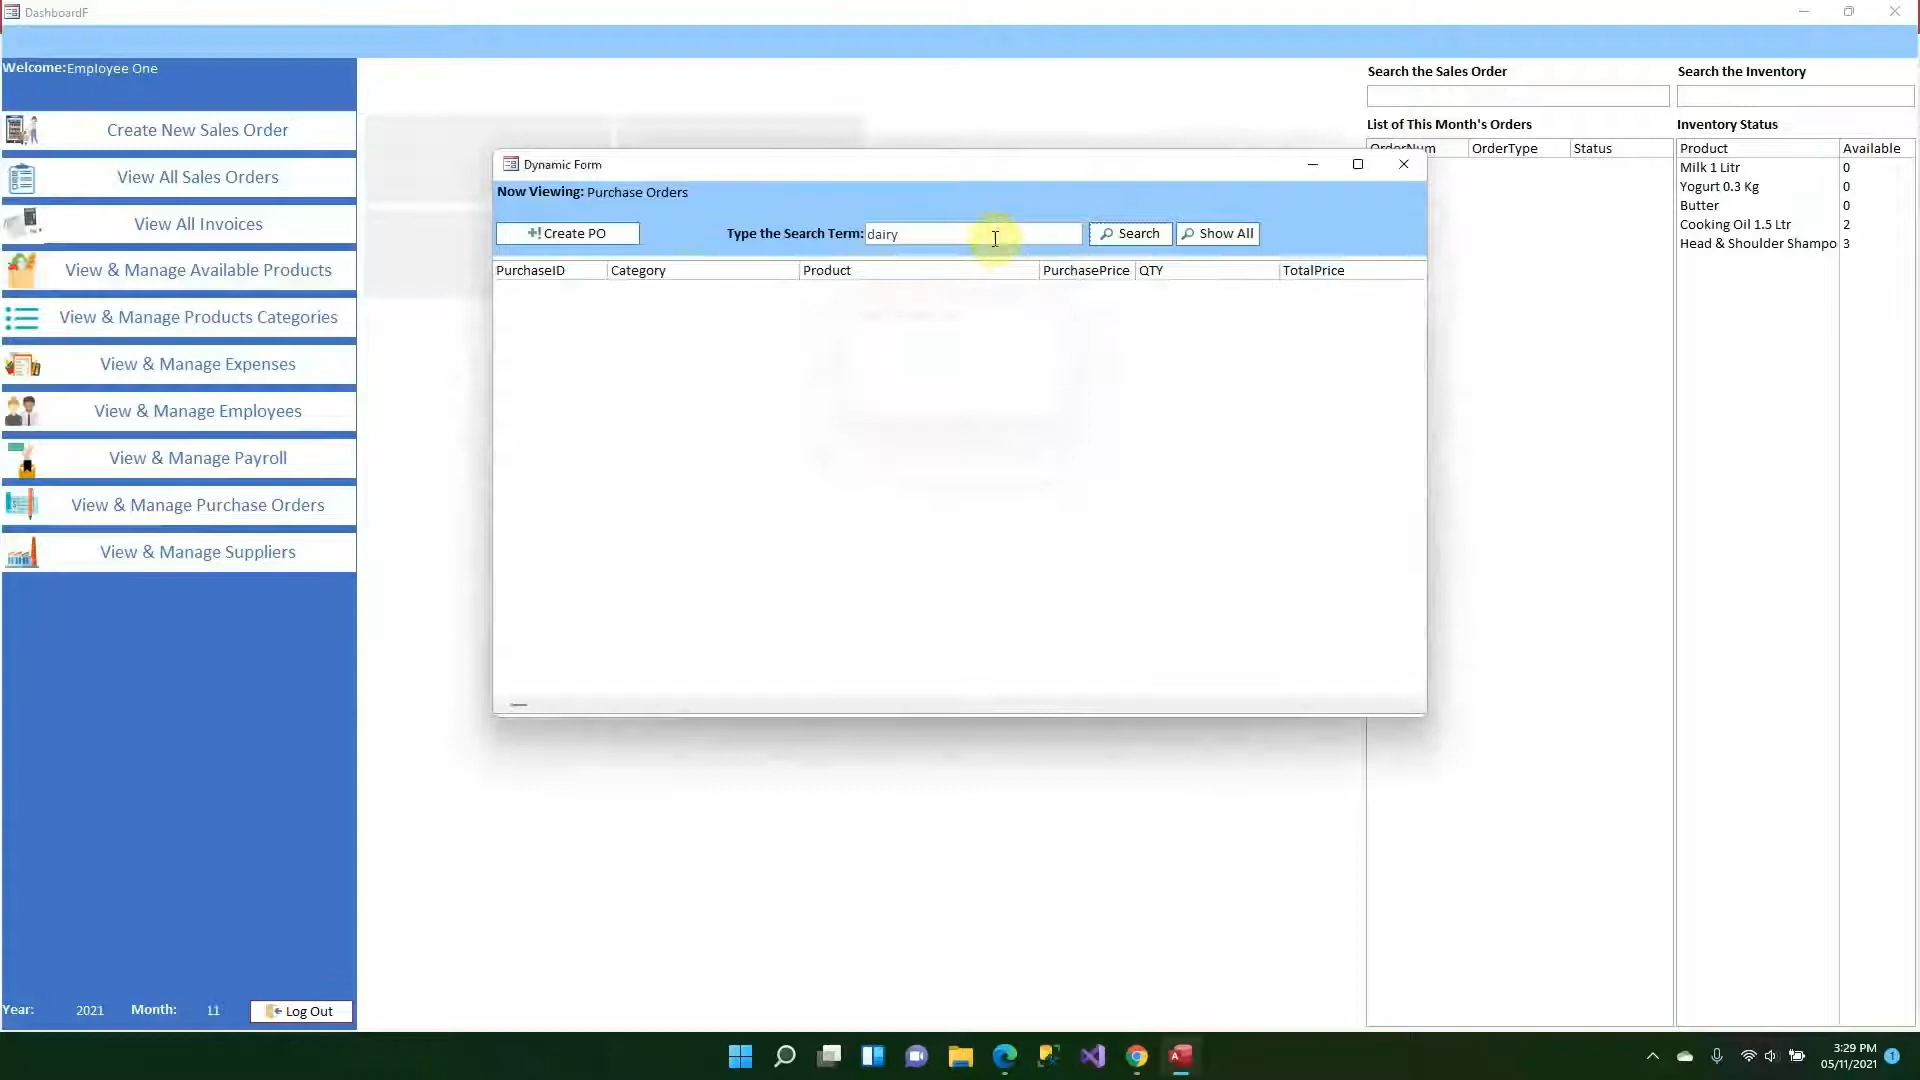 DashboardF
Welcome:Employee One
Create New Sales Order
View All Sales Orders
View All Invoices
View & Manage Available Products
View & Manage Products Categories
View & Manage Expenses
View & Manage Employees
View & Manage Payroll
View & Manage Purchase Orders
View & Manage Suppliers
Year: 2021 Month: 11 Log Out
Dynamic Form
Now Viewing: Purchase Orders
Create PO Type the Search Term: dairy Search Show All
PurchaseID Category Product PurchasePrice QTY TotalPrice
Search the Sales Order
List of This Month's Orders
OrderNum OrderType Status
Search the Inventory
Inventory Status
Product Available
Milk 1 Litr 0
Yogurt 0.3 Kg 0
Butter 0
Cooking Oil 1.5 Ltr 2
Head & Shoulder Shampo 3
3:29 PM
05/11/2021
1